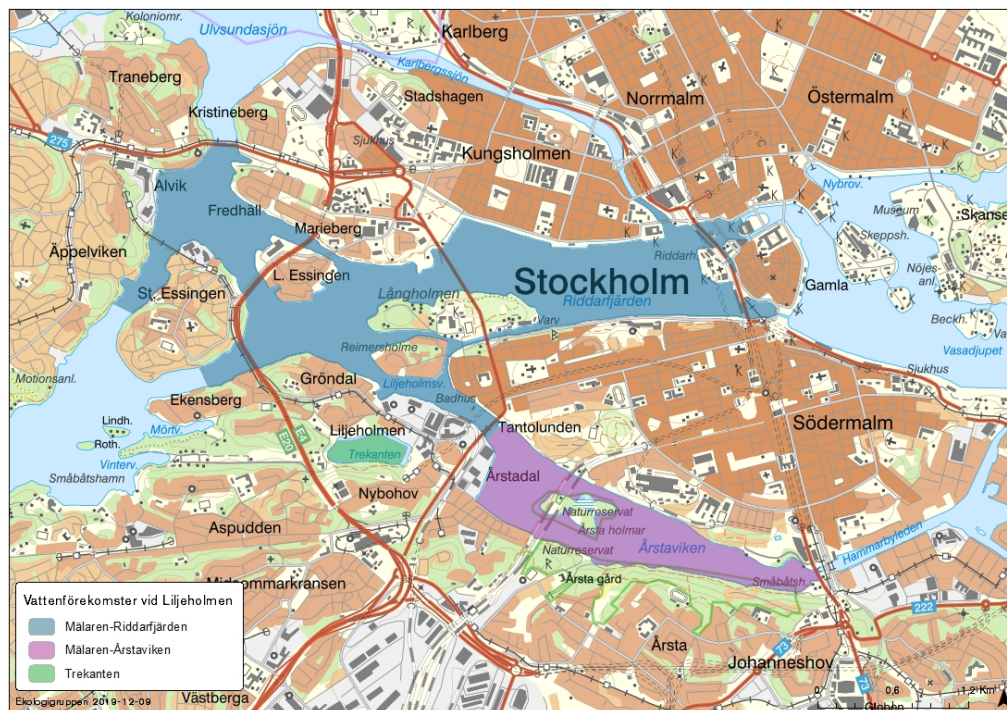 Koloniomr.
Ulvsundasjön
Karlberg
Traneberg
Karlbergssjön
Stadshagen
Norrmalm
Östermalm
Kristineberg
275
Sjukhus
Kungsholmen
Alvik
Nybrov.
Fredhäll
Museum
Skanse
Marieberg
Skeppsh.
Äppelviken
Riddarh.
L. Essingen
Nöjes
anl.
Stockholm
Gamla
St. Essingen
Långholmen
Riddarfjärden
Varv
Beckh.
Va
Reimersholme
Vasadjupet
Motionsanl.
Gröndal
Liljeholmsv.
Sjukhus
Ekensberg
Badhus
Lindh.
Mörtv.
E20
E4
Liljeholmen
Tantolunden
Södermalm
Roth.
Trekanten
Vinterv.
Årstadal
Småbåtshamn
Nybohov
Naturreservat
Aspudden
Årsta holmar
Årstaviken
Hammarbyleden
Naturreservat
Midsommarkransen
Årsta gård
Småbåtsh.
222
Årsta
73
Johanneshov
73
Västberga
Globen
0 0,6 1,2 Km
Vattenförekomster vid Liljeholmen
Mälaren-Riddarfjärden
Mälaren-Årstaviken
Trekanten
Ekologigruppen 2019-12-09
K
K
K
K
K
K
K
K
K
K